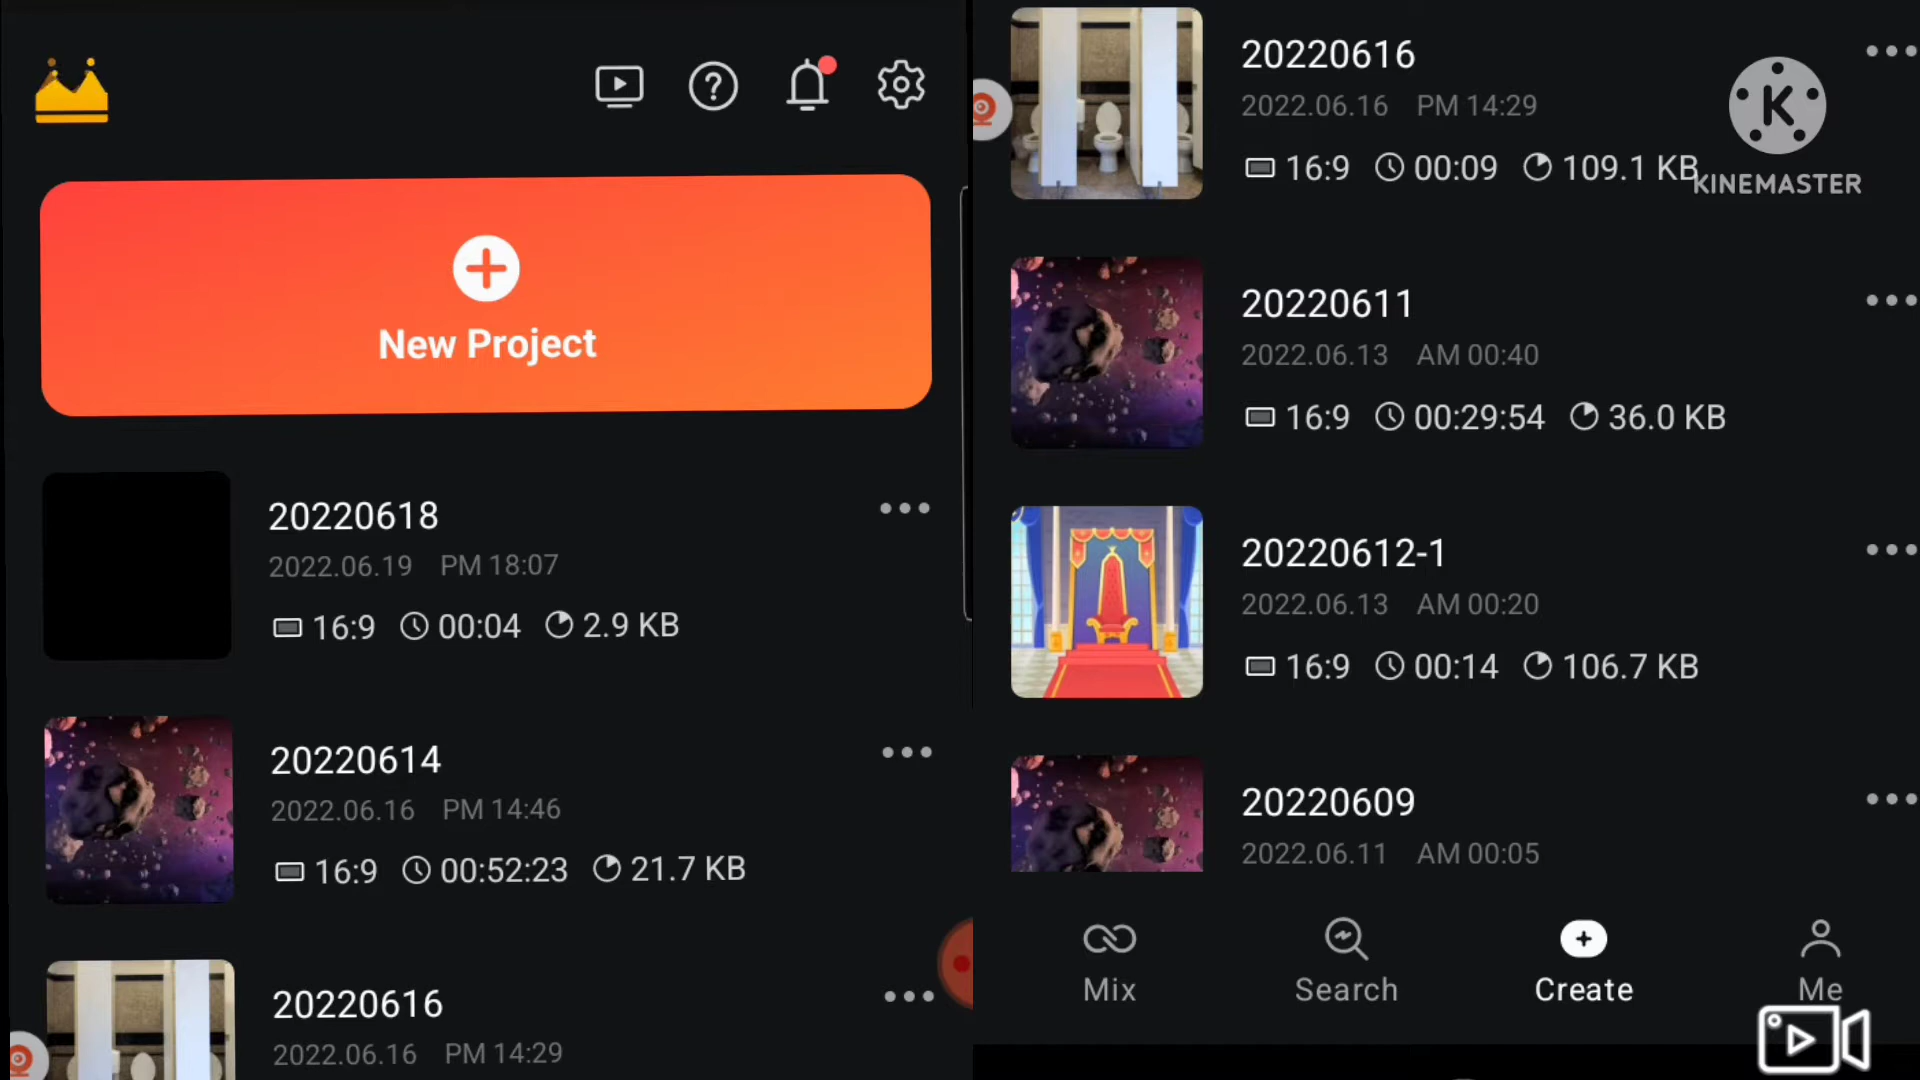 New Project
20220618
2022.06.19 PM 18:07
16:9 00:04 2.9 KB
20220614
2022.06.16 PM 14:46
16:9 00:52:23 21.7 KB
20220616
2022.06.16 PM 14:29
20220616
2022.06.16 PM 14:29
16:9 00:09 109.1 KB
K
KINEMASTER
20220611
2022.06.13 AM 00:40
16:9 00:29:54 36.0 KB
20220612-1
2022.06.13 AM 00:20
16:9 00:14 106.7 KB
20220609
2022.06.11 AM 00:05
Mix Search Create Me